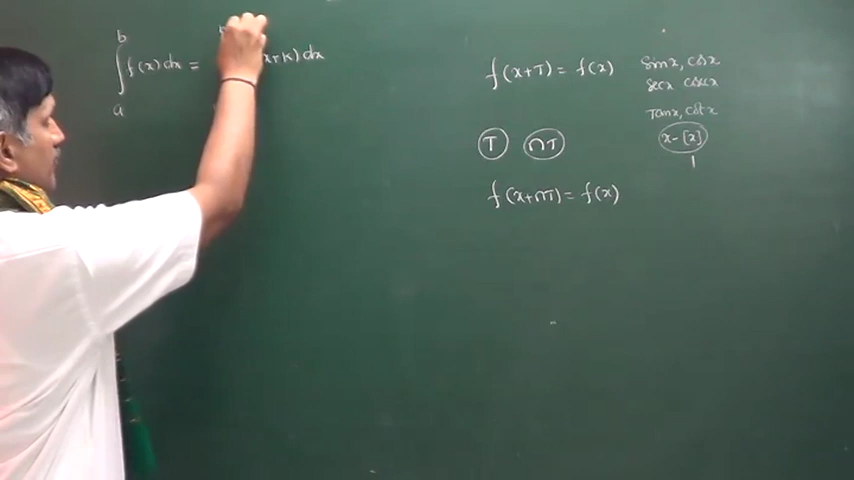 b
∫ f(x) dx = x+k) dx
a
f(x+T) = f(x)
T nT
f(x+nT) = f(x)
sinx, cosx
secx cosecx
Tanx, cotx
x-[x]
1